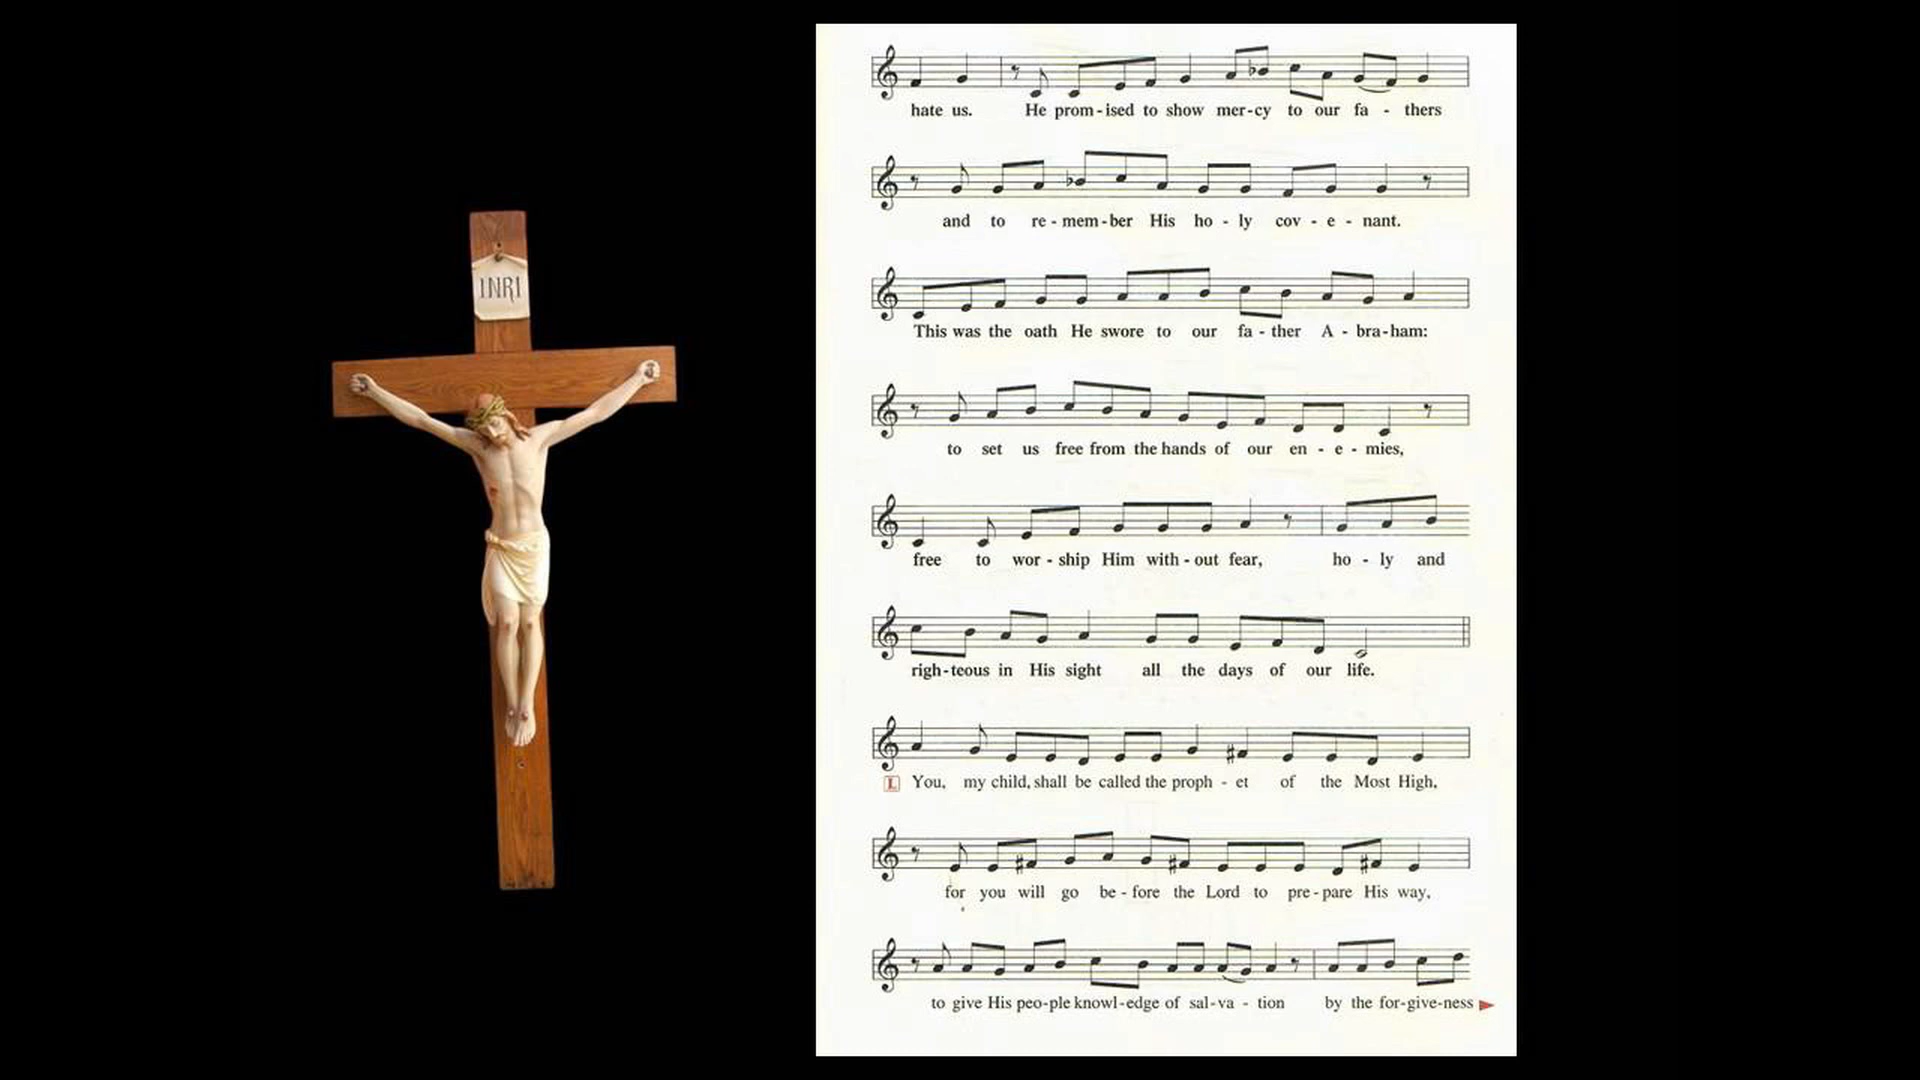 INRI
hate us. He prom - ised to show mer - cy to our fa - thers
and to re - mem - ber His ho - ly cov - e - nant.
This was the oath He swore to our fa - ther A - bra - ham:
to set us free from the hands of our en - e - mies,
free to wor - ship Him with - out fear, ho - ly and
righ - teous in His sight all the days of our life.
L You, my child, shall be called the proph - et of the Most High,
for you will go be - fore the Lord to pre - pare His way,
to give His peo - ple knowl - edge of sal - va - tion by the for - give - ness